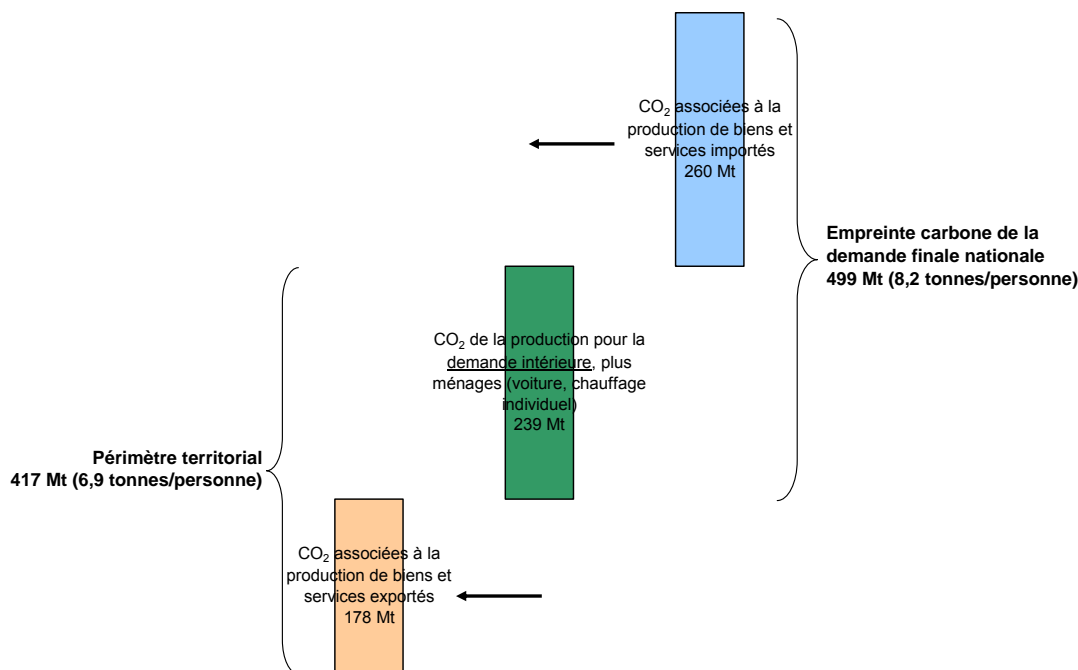 CO₂ associées à la
production de biens et
services importés
260 Mt
Empreinte carbone de la
demande finale nationale
499 Mt (8,2 tonnes/personne)
CO₂ de la production pour la
demande intérieure, plus
ménages (voiture, chauffage
individuel)
239 Mt
Périmètre territorial
417 Mt (6,9 tonnes/personne)
CO₂ associées à la
production de biens et
services exportés
178 Mt